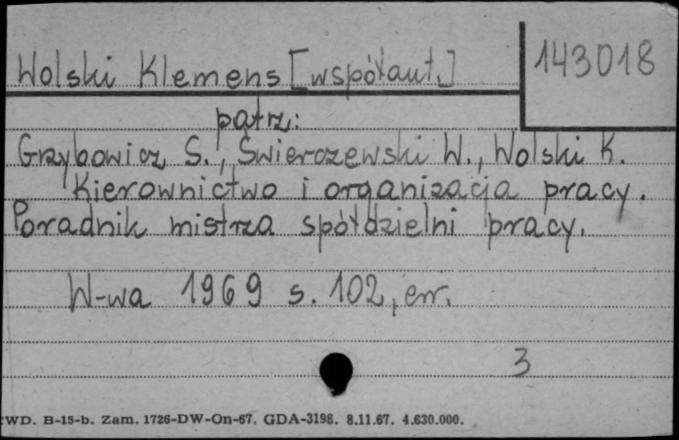 143018
Wolski Klemens [współaut.]
patrz:
Grzybowicz S., Świerczewski W., Wolski K.
Kierownictwo i organizacja pracy.
Poradnik mistrza spółdzielni pracy.
W-wa 1969 s. 102, err.
3
WD. B-15-b. Zam. 1726-DW-On-67. GDA-3198. 8.11.67. 4.630.000.